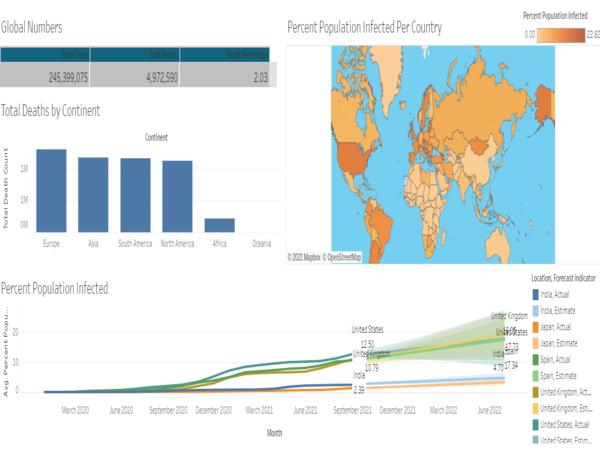 Global Numbers
Total Cases Total Deaths Death Percentage
245,399,075 4,972,590 2.03
Total Deaths by Continent
Continent
Total Death Count
1M
1M
0M
Europe Asia South America North America Africa Oceania
Percent Population Infected Per Country
Percent Population Infected
0.00 22.82
© 2021 Mapbox © OpenStreetMap
Percent Population Infected
Avg. Percent Popu...
20
10
0
United States
12.50
United Kingdom
10.79
India
2.39
United Kingdom
United States
17.73
India
4.70
17.34
March 2020 June 2020 September 2020 December 2020 March 2021 June 2021 September 2021 December 2021 March 2022 June 2022
Month
Location, Forecast indicator
India, Actual
India, Estimate
Japan, Actual
Japan, Estimate
Spain, Actual
Spain, Estimate
United Kingdom, Act...
United Kingdom, Esti...
United States, Actual
United States, Estim...